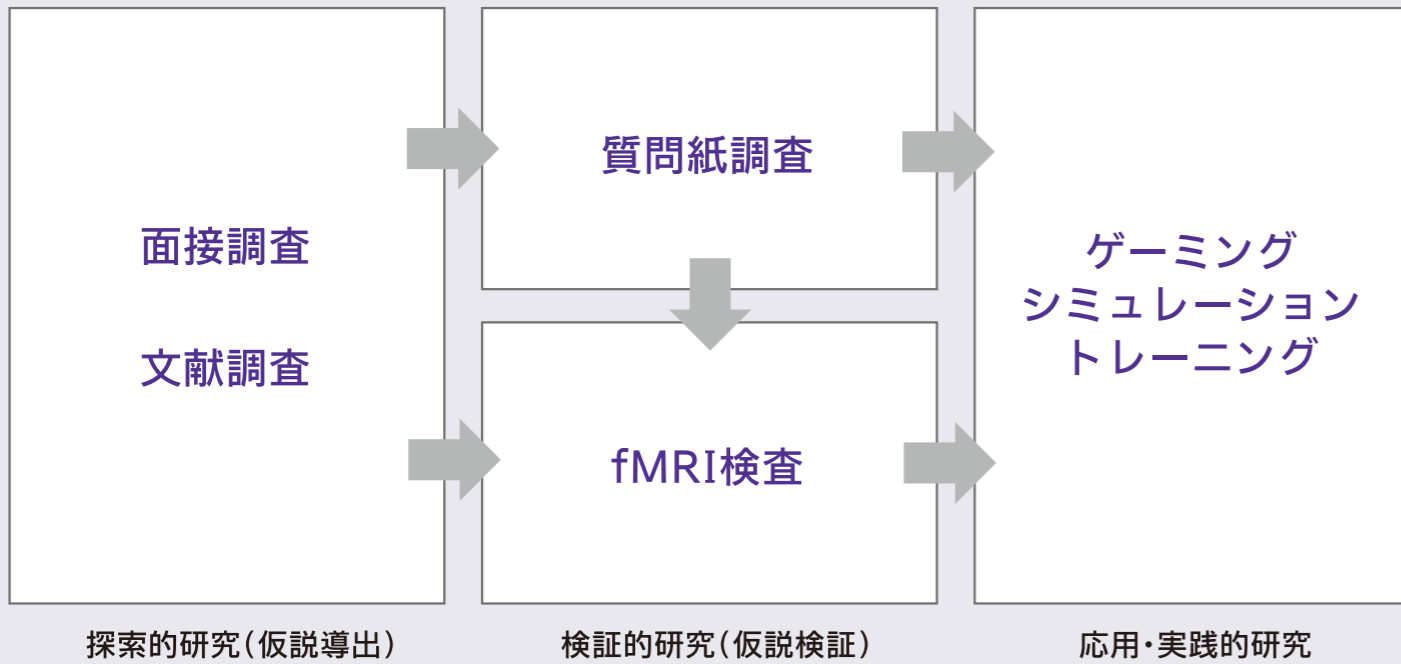 面接調査
文献調査
質問紙調査
fMRI検査
ゲーミング
シミュレーション
トレーニング
探索的研究(仮説導出)
検証的研究(仮説検証)
応用・実践的研究